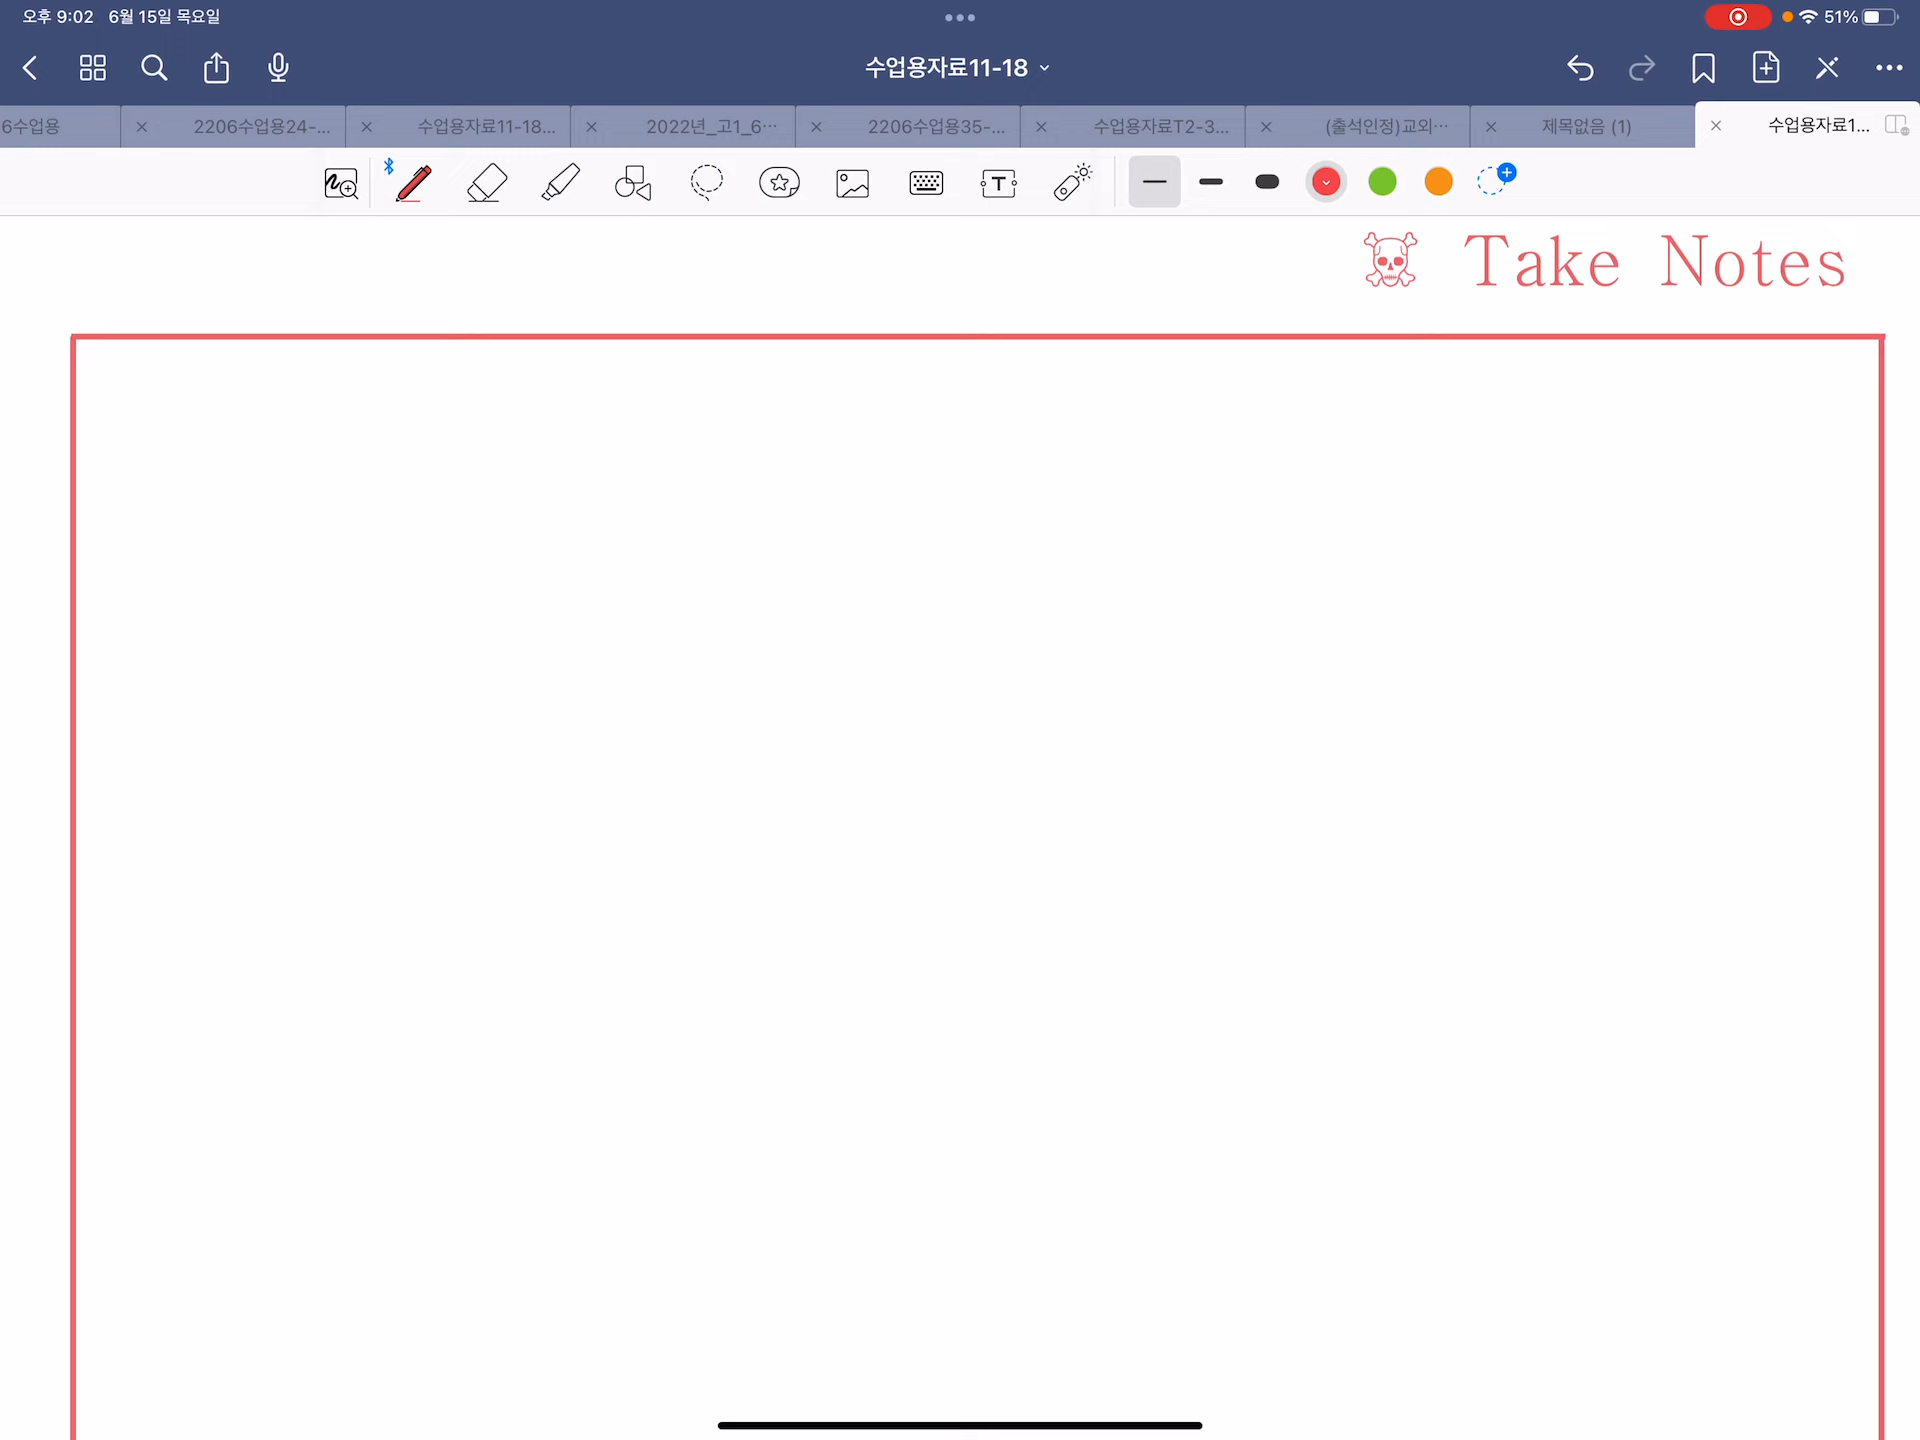 오후 9:02 6월 15일 목요일
51%
수업용자료11-18
6수업용
2206수업용24-...
수업용자료11-18...
2022년_고1_6...
2206수업용35-...
수업용자료T2-3...
(출석인정)교외...
제목없음 (1)
수업용자료1...
Take Notes